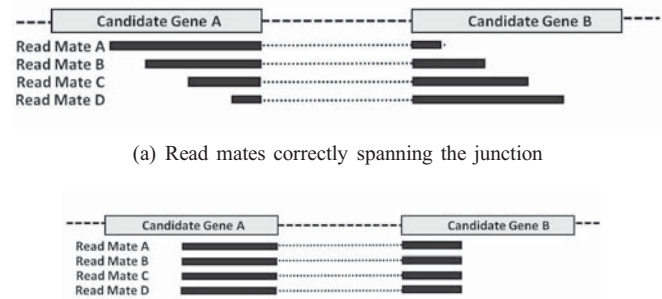 Candidate Gene A Candidate Gene B
Read Mate A
Read Mate B
Read Mate C
Read Mate D
(a) Read mates correctly spanning the junction
Candidate Gene A Candidate Gene B
Read Mate A
Read Mate B
Read Mate C
Read Mate D